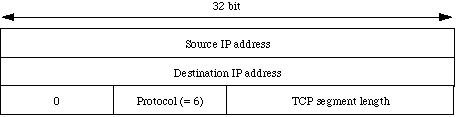 32 bit
Source IP address
Destination IP address
0 Protocol (= 6) TCP segment length